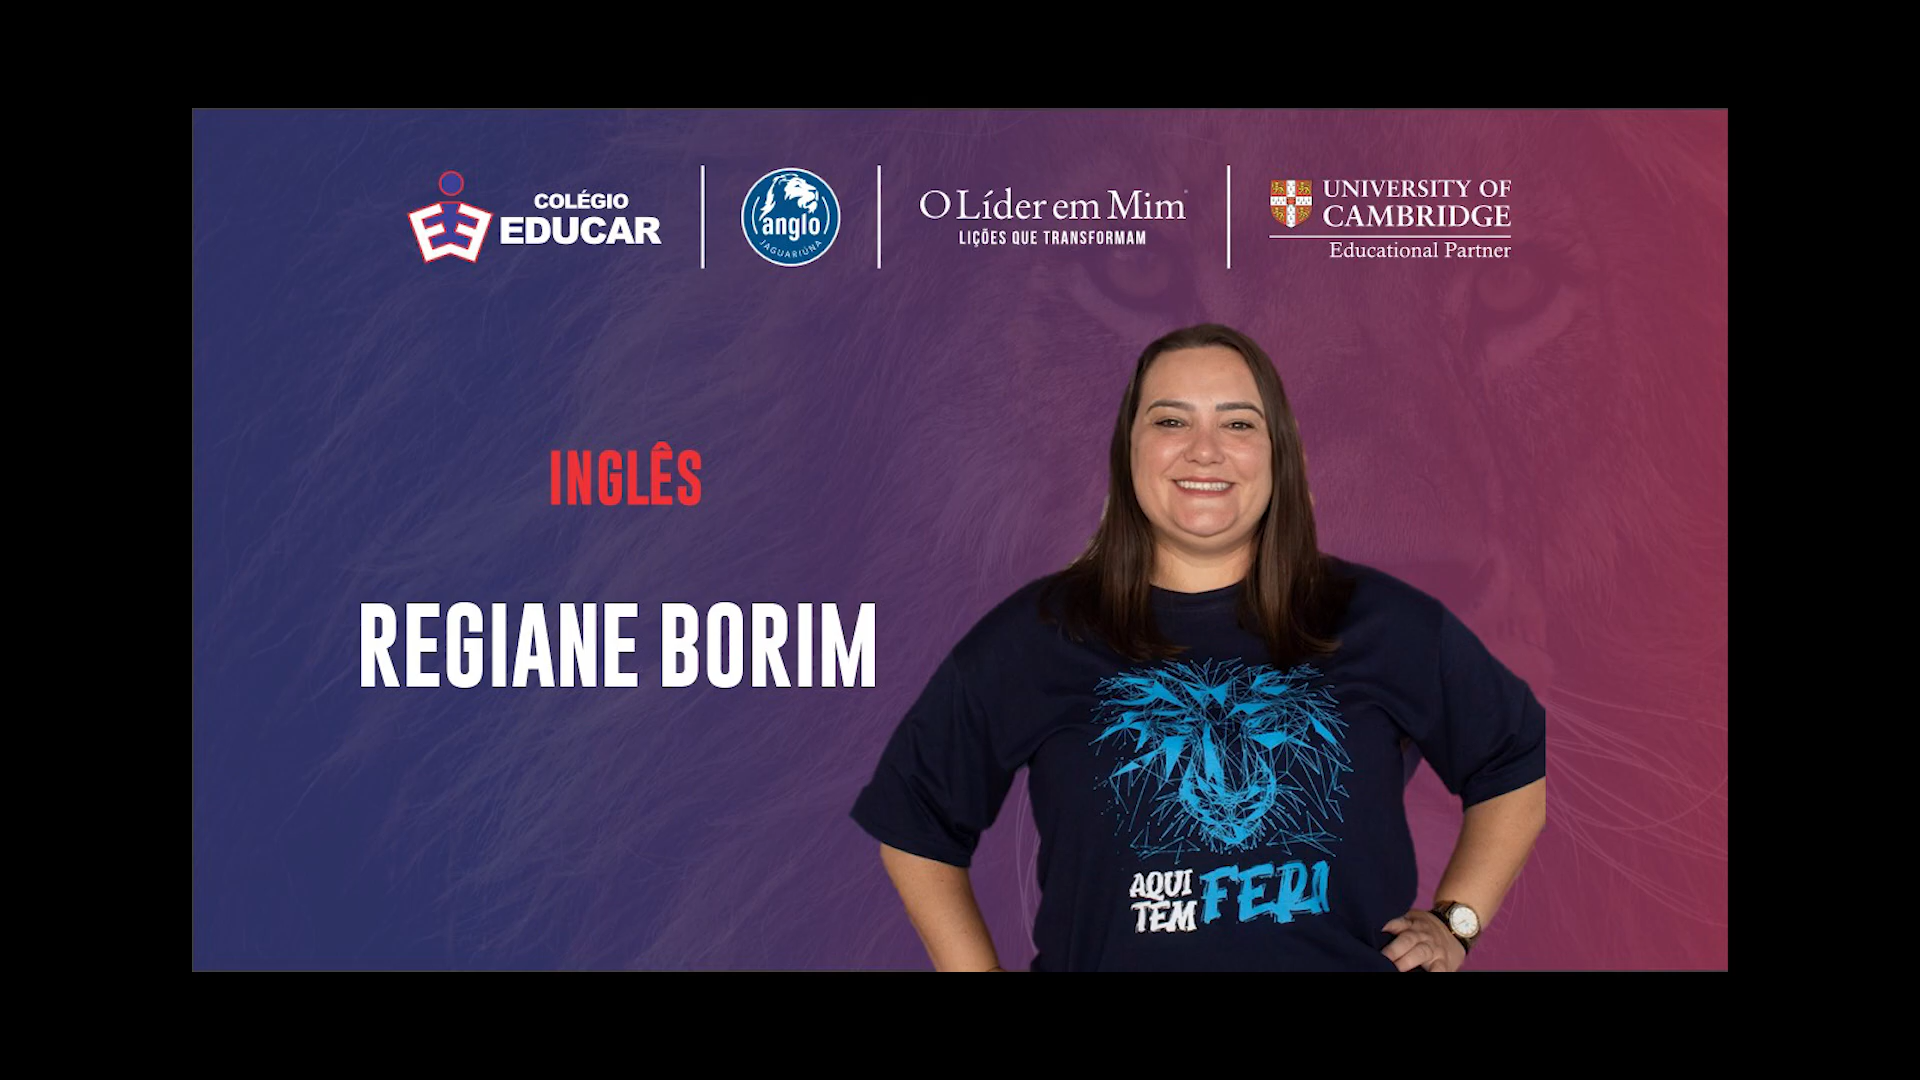 COLÉGIO
EDUCAR
anglo
JAGUARIÚNA
O Líder em Mim
LIÇÕES QUE TRANSFORMAM
UNIVERSITY OF
CAMBRIDGE
Educational Partner
INGLÊS
REGIANE BORIM
AQUI
TEM
FERA